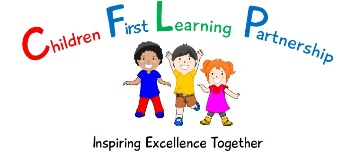 Children First Learning Partnership
Inspiring Excellence Together